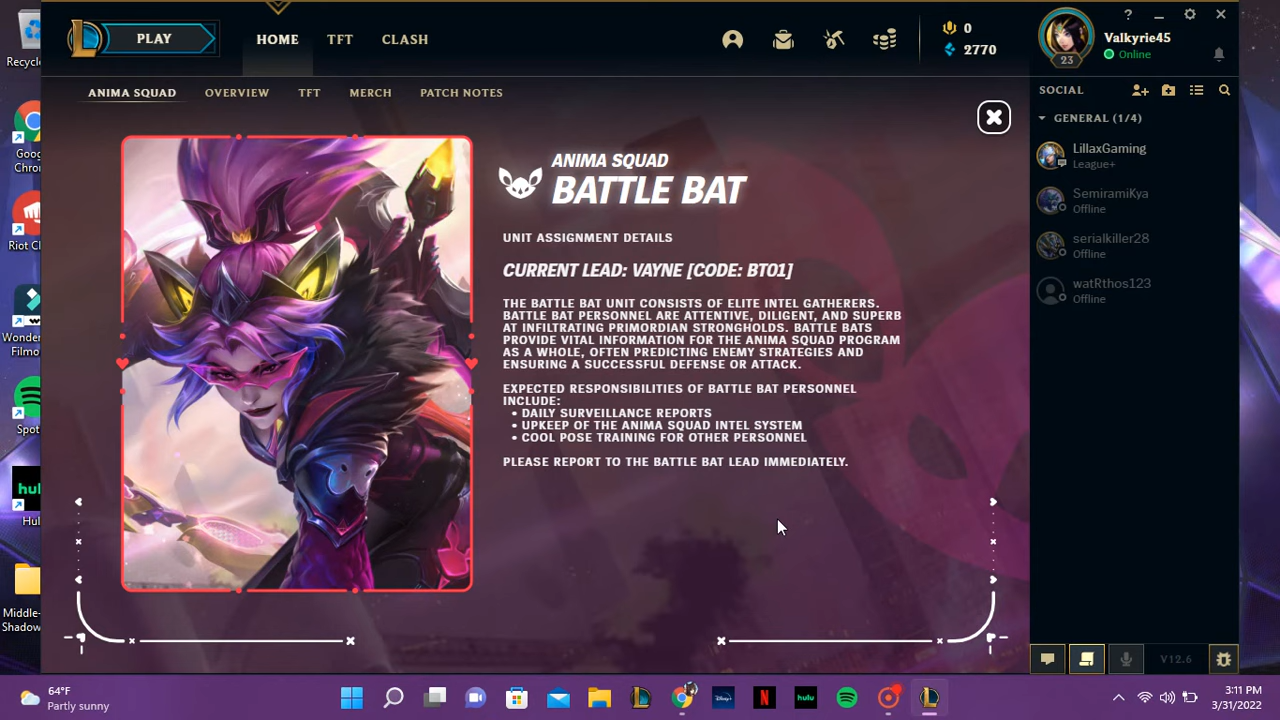 PLAY
HOME
TFT
CLASH
0
2770
?
23
Valkyrie45
Online
ANIMA SQUAD
OVERVIEW
TFT
MERCH
PATCH NOTES
SOCIAL
GENERAL (1/4)
LillaxGaming
League+
SemiramiKya
Offline
serialkiller28
Offline
watRthos123
Offline
ANIMA SQUAD
BATTLE BAT
UNIT ASSIGNMENT DETAILS
CURRENT LEAD: VAYNE [CODE: BT01]
THE BATTLE BAT UNIT CONSISTS OF ELITE INTEL GATHERERS.
BATTLE BAT PERSONNEL ARE ATTENTIVE, DILIGENT, AND SUPERB
AT INFILTRATING PRIMORDIAN STRONGHOLDS. BATTLE BATS
PROVIDE VITAL INFORMATION FOR THE ANIMA SQUAD PROGRAM
AS A WHOLE, OFTEN PREDICTING ENEMY STRATEGIES AND
ENSURING A SUCCESSFUL DEFENSE OR ATTACK.
EXPECTED RESPONSIBILITIES OF BATTLE BAT PERSONNEL
INCLUDE:
• DAILY SURVEILLANCE REPORTS
• UPKEEP OF THE ANIMA SQUAD INTEL SYSTEM
• COOL POSE TRAINING FOR OTHER PERSONNEL
PLEASE REPORT TO THE BATTLE BAT LEAD IMMEDIATELY.
V12.6
Recycle
Goog
Chron
Riot Cl
Wonder
Filmo
Spot
hulu
Hul
Middle-
Shadow
64°F
Partly sunny
Disney+
N
hulu
3:11 PM
3/31/2022